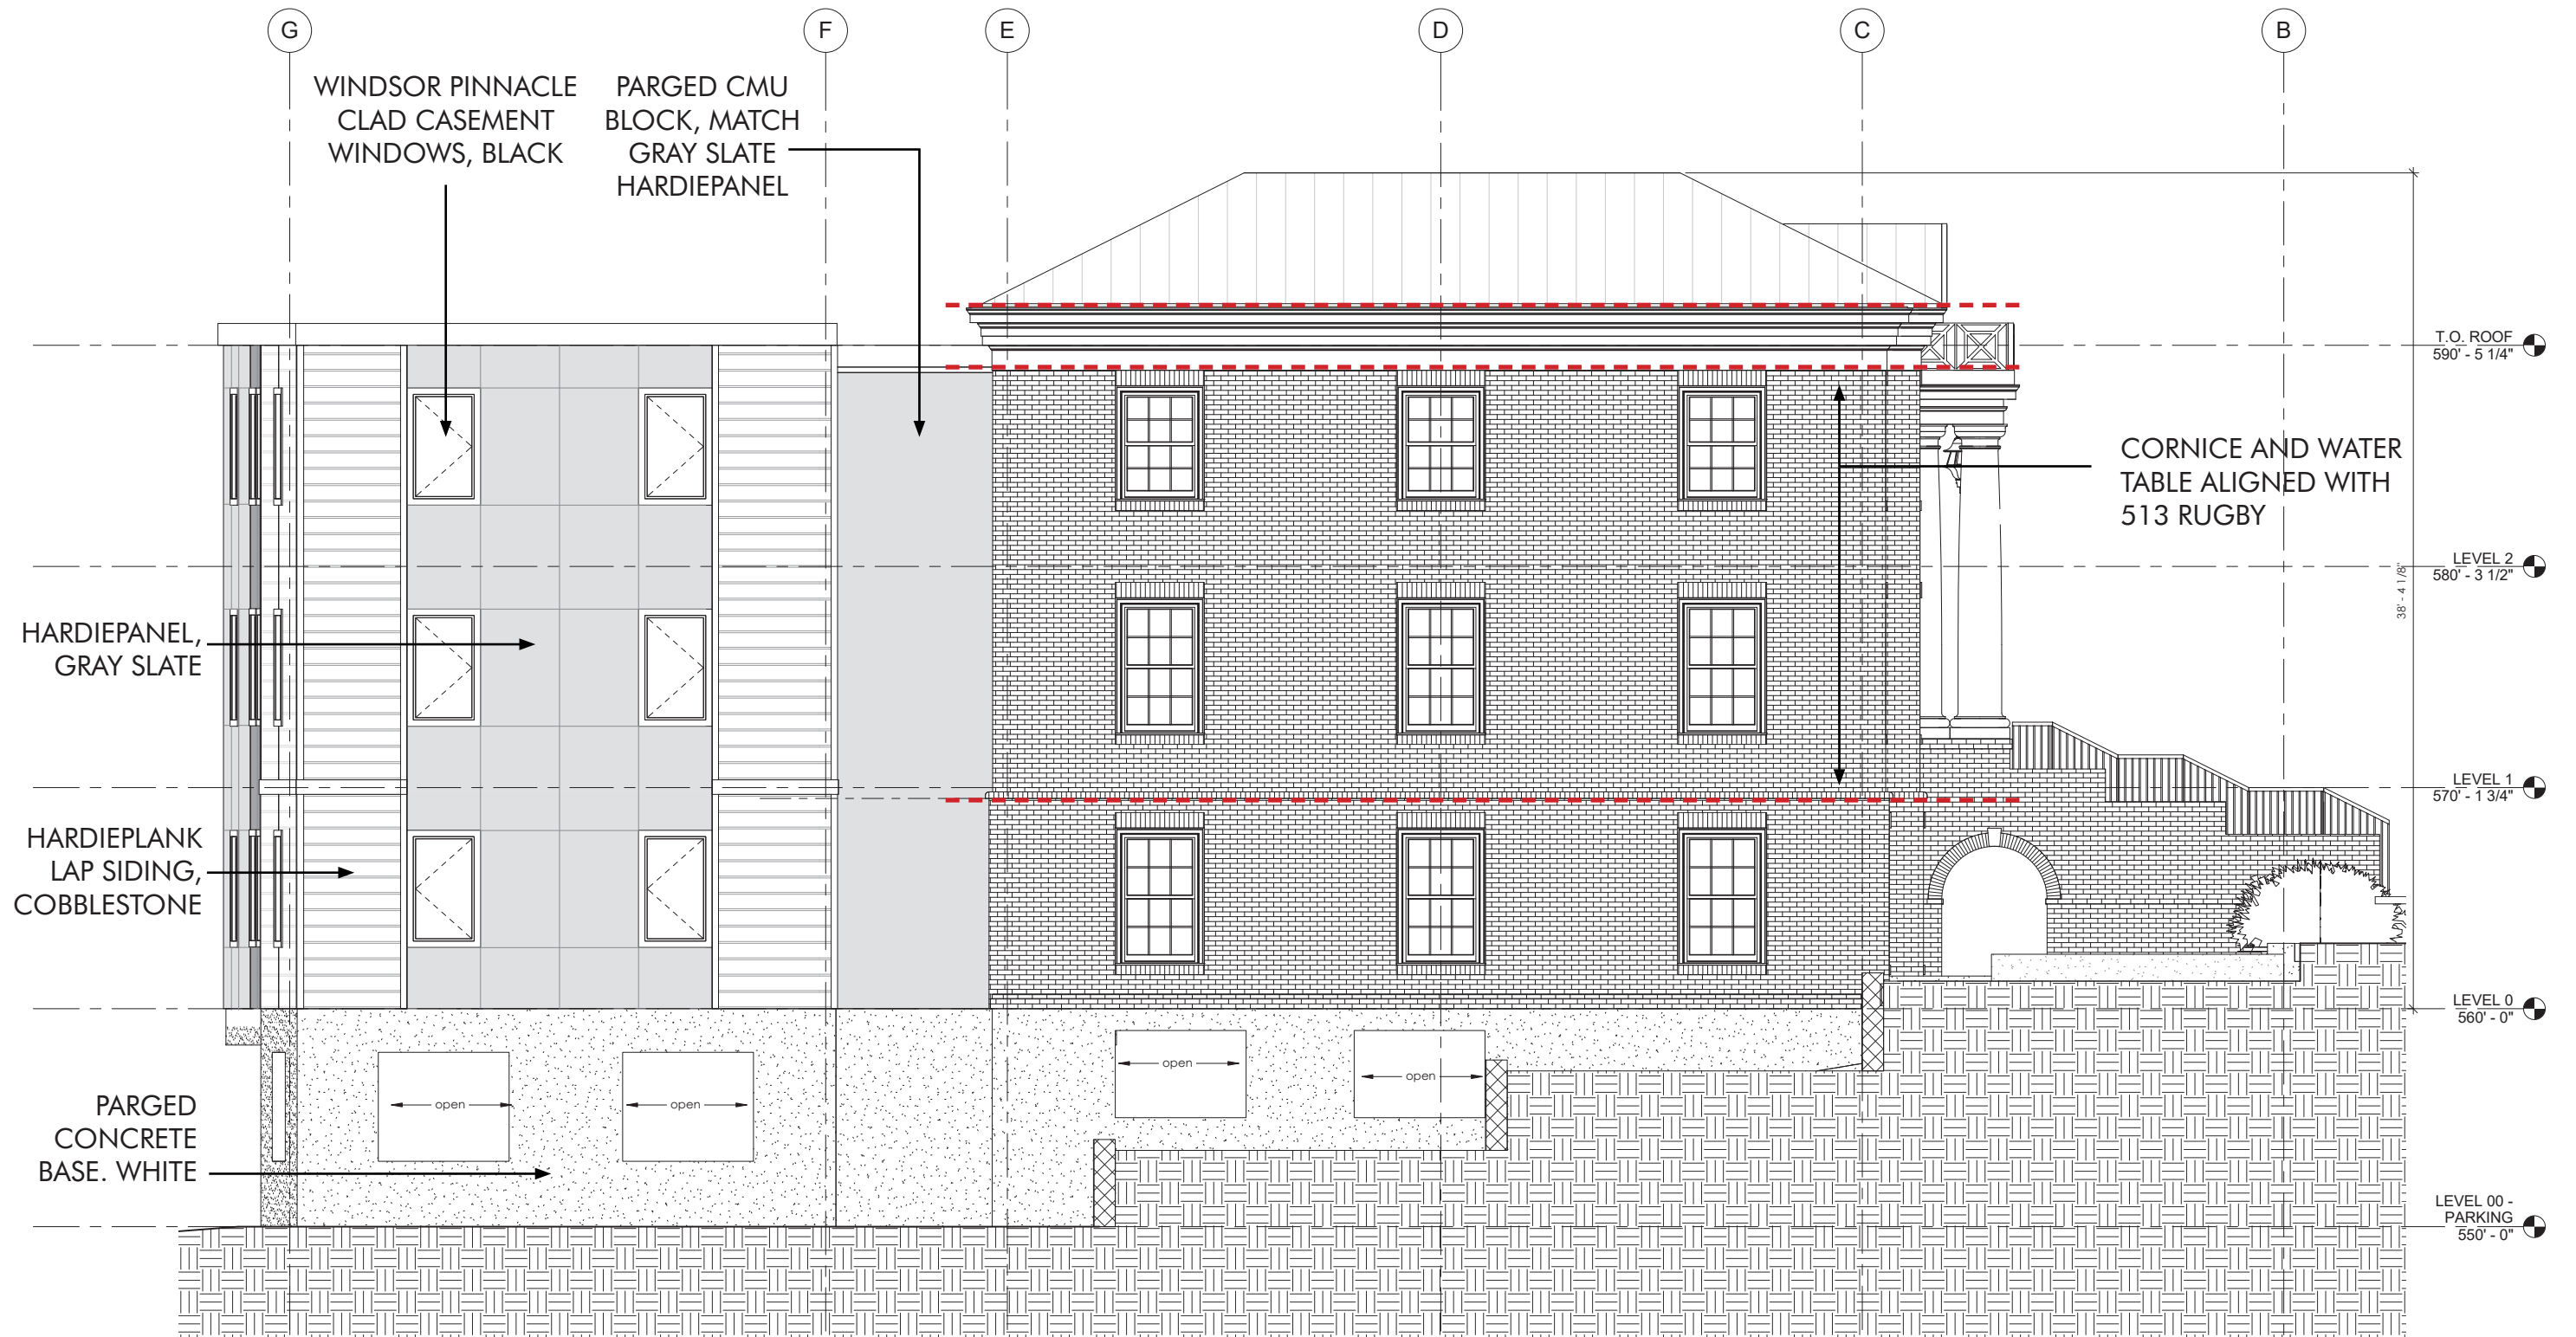 G
F
E
D
C
B
WINDSOR PINNACLE
CLAD CASEMENT
WINDOWS, BLACK
PARGED CMU
BLOCK, MATCH
GRAY SLATE
HARDIEPANEL
T.O. ROOF
590' - 5 1/4"
CORNICE AND WATER
TABLE ALIGNED WITH
513 RUGBY
LEVEL 2
580' - 3 1/2"
38' - 4 1/8"
HARDIEPANEL,
GRAY SLATE
LEVEL 1
570' - 1 3/4"
HARDIEPLANK
LAP SIDING,
COBBLESTONE
LEVEL 0
560' - 0"
open
open
open
open
PARGED
CONCRETE
BASE. WHITE
LEVEL 00 -
PARKING
550' - 0"